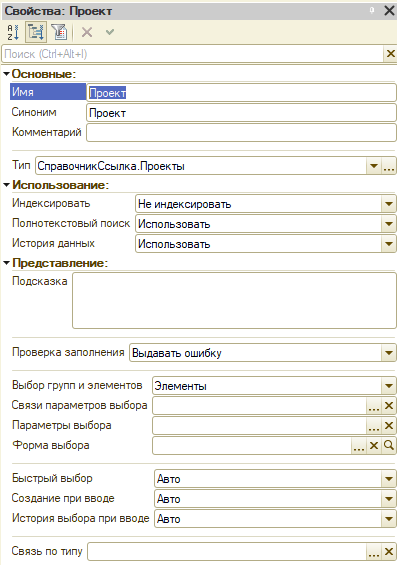 Свойства: Проект
Поиск (Ctrl+Alt+I)
Основные:
Имя Проект
Синоним Проект
Комментарий
Тип СправочникСсылка.Проекты
Использование:
Индексировать Не индексировать
Полнотекстовый поиск Использовать
История данных Использовать
Представление:
Подсказка
Проверка заполнения Выдавать ошибку
Выбор групп и элементов Элементы
Связи параметров выбора
Параметры выбора
Форма выбора
Быстрый выбор Авто
Создание при вводе Авто
История выбора при вводе Авто
Связь по типу